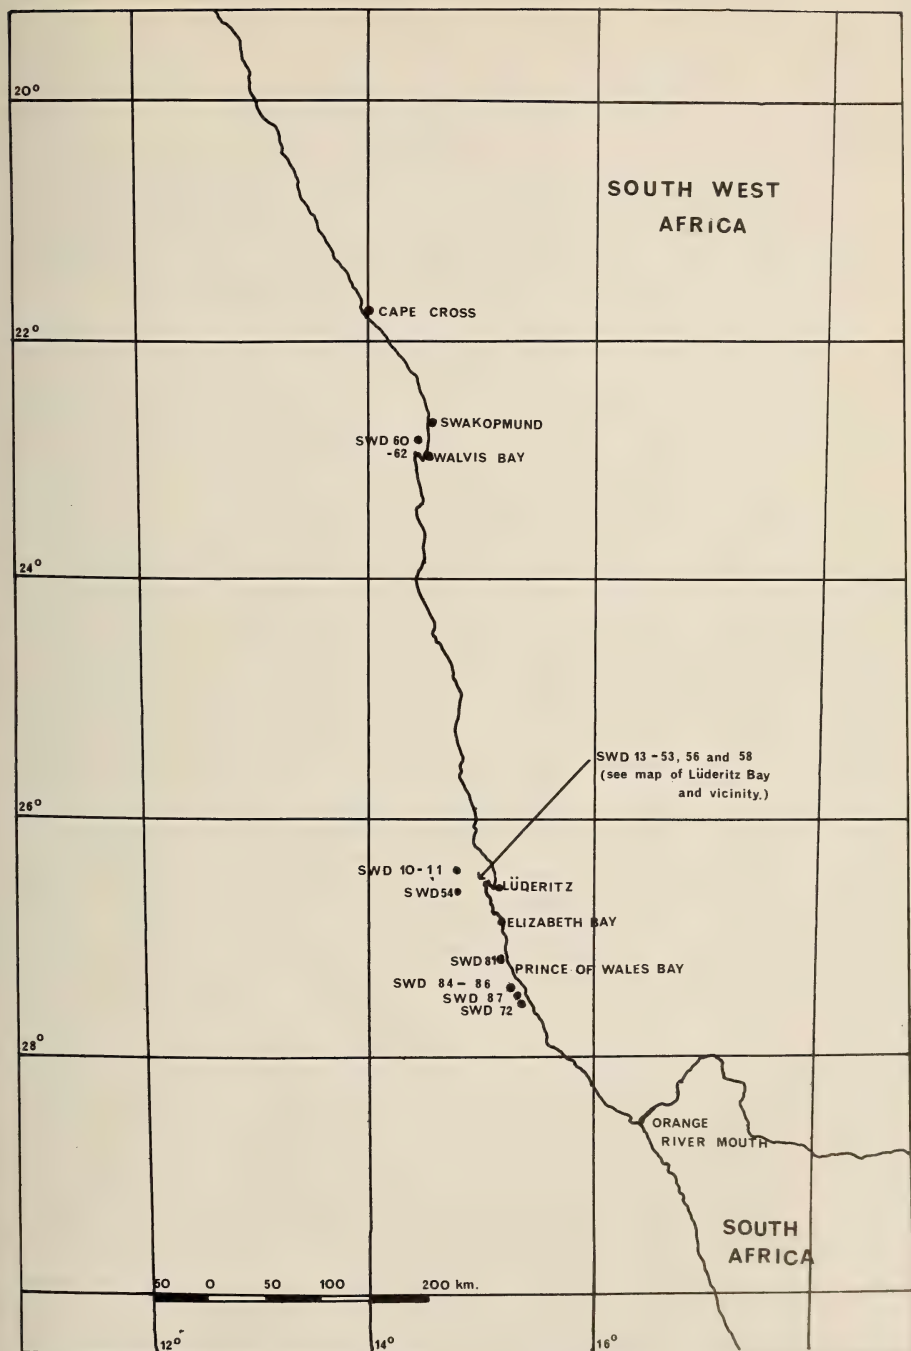 20°
SOUTH WEST
AFRICA
CAPE CROSS
22°
SWAKOPMUND
SWD 60
-62
WALVIS BAY
24°
SWD 13-53, 56 and 58
(see map of Lüderitz Bay
and vicinity.)
26°
SWD 10-11
LÜDERITZ
SWD 54
ELIZABETH BAY
SWD 81
PRINCE OF WALES BAY
SWD 84-86
SWD 87
SWD 72
28°
ORANGE
RIVER MOUTH
SOUTH
AFRICA
50 0 50 100 200 km.
12° 14° 16°